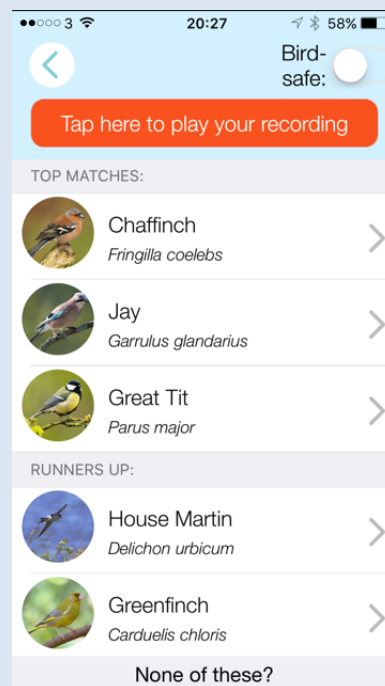 3 20:27 58%
Bird-
safe:
Tap here to play your recording
TOP MATCHES:
Chaffinch
Fringilla coelebs
Jay
Garrulus glandarius
Great Tit
Parus major
RUNNERS UP:
House Martin
Delichon urbicum
Greenfinch
Carduelis chloris
None of these?